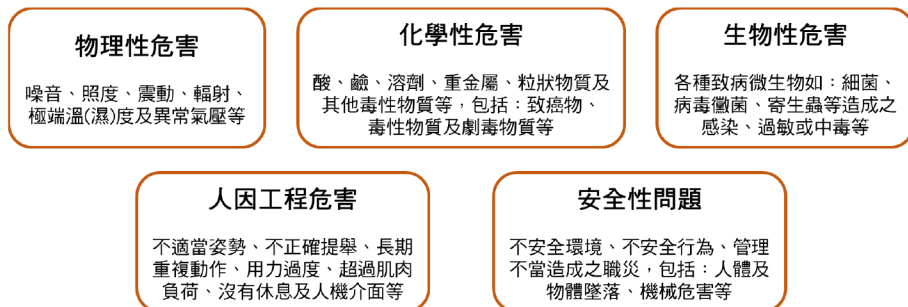 物理性危害
噪音、照度、震動、輻射、
極端溫(濕)度及異常氣壓等
化學性危害
酸、鹼、溶劑、重金屬、粒狀物質及
其他毒性物質等，包括：致癌物、
毒性物質及劇毒物質等
生物性危害
各種致病微生物如：細菌、
病毒黴菌、寄生蟲等造成之
感染、過敏或中毒等
人因工程危害
不適當姿勢、不正確提舉、長期
重複動作、用力過度、超過肌肉
負荷、沒有休息及人機介面等
安全性問題
不安全環境、不安全行為、管理
不當造成之職災，包括：人體及
物體墜落、機械危害等